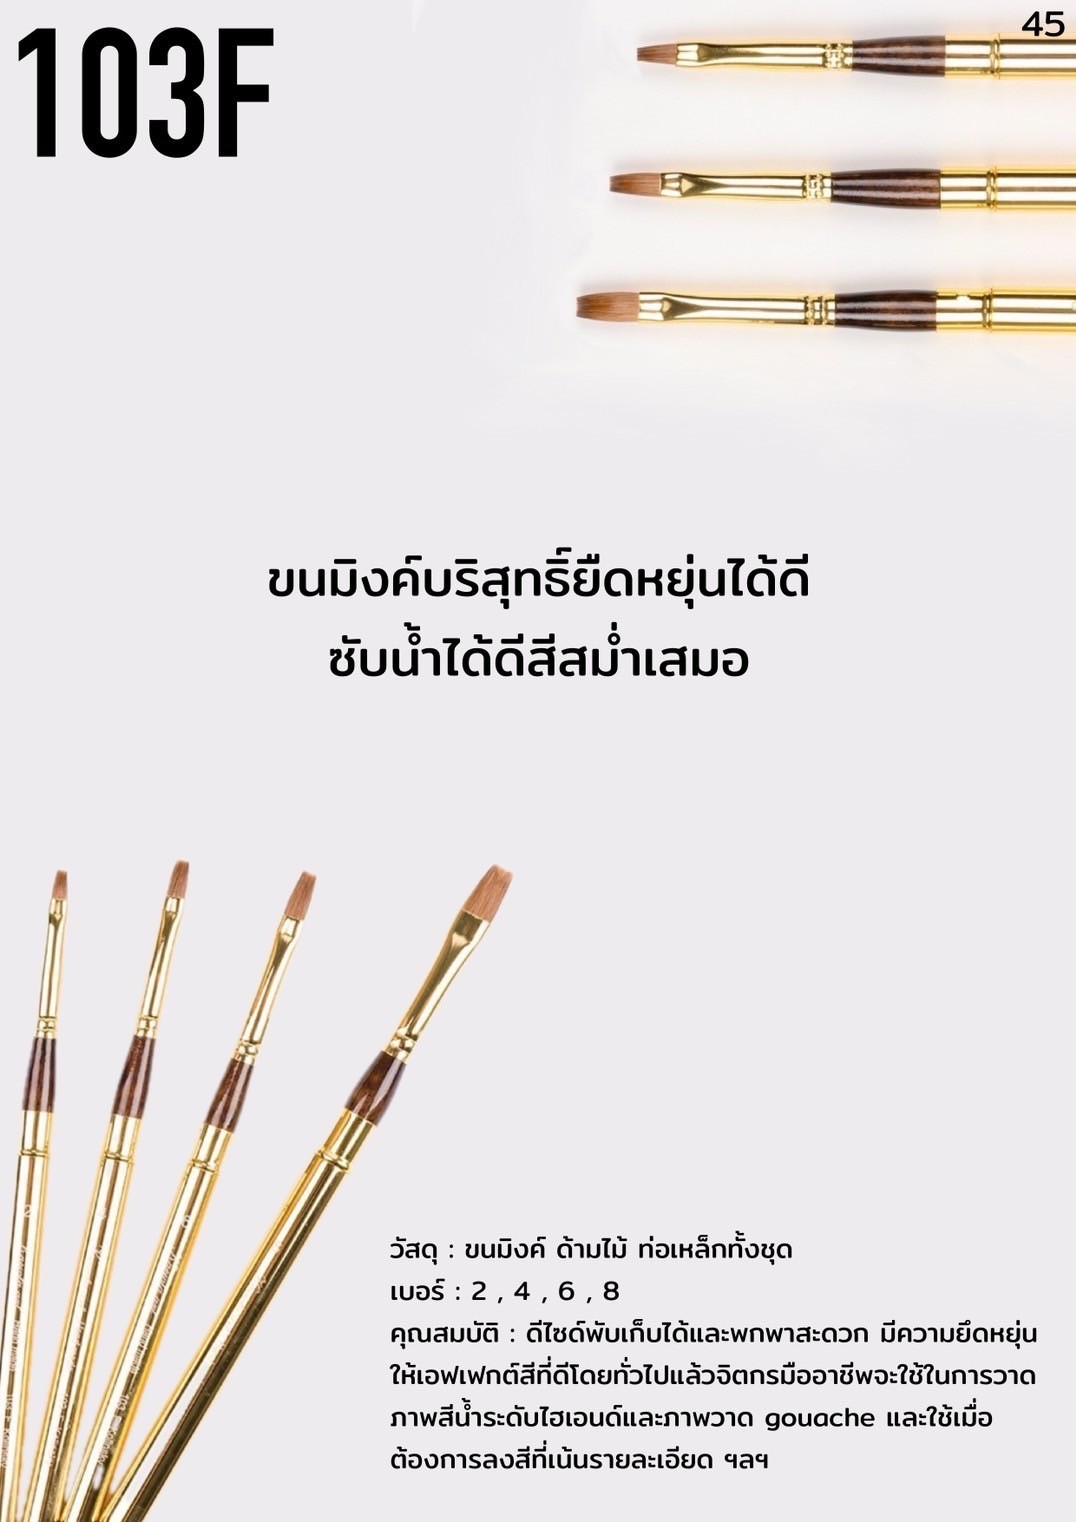 103F
45
ขนมิงค์บริสุทธิ์ยืดหยุ่นได้ดี
ซับน้ำได้ดีสีสม่ำเสมอ
วัสดุ : ขนมิงค์ ด้ามไม้ ท่อเหล็กทั้งชุด
เบอร์ : 2 , 4 , 6 , 8
คุณสมบัติ : ดีไซด์พับเก็บได้และพกพาสะดวก มีความยืดหยุ่น
ให้เอฟเฟกต์สีที่ดีโดยทั่วไปแล้วจิตกรมืออาชีพจะใช้ในการวาด
ภาพสีน้ำระดับไฮเอนด์และภาพวาด gouache และใช้เมื่อ
ต้องการลงสีที่เน้นรายละเอียด ฯลฯ